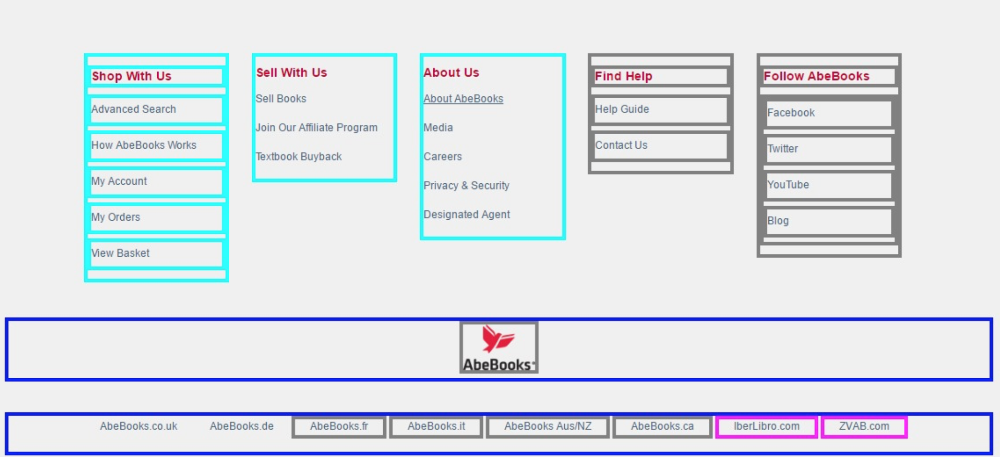 Shop With Us
Advanced Search
How AbeBooks Works
My Account
My Orders
View Basket
Sell With Us
Sell Books
Join Our Affiliate Program
Textbook Buyback
About Us
About AbeBooks
Media
Careers
Privacy & Security
Designated Agent
Find Help
Help Guide
Contact Us
Follow AbeBooks
Facebook
Twitter
YouTube
Blog
AbeBooks®
AbeBooks.co.uk AbeBooks.de AbeBooks.fr AbeBooks.it AbeBooks Aus/NZ AbeBooks.ca IberLibro.com ZVAB.com